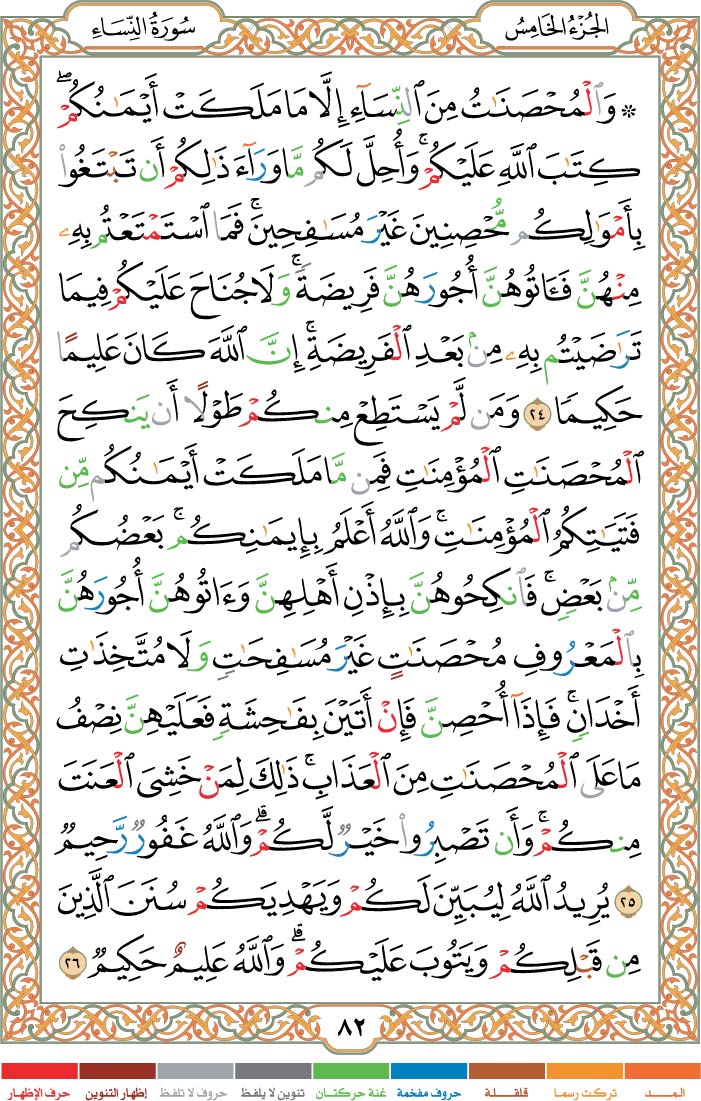 الجُزْءُ الخَامِسُ
سُورَةُ النِّسَاءِ
۞ وَٱلْمُحْصَنَٰتُ مِنَ ٱلنِّسَآءِ إِلَّا مَا مَلَكَتْ أَيْمَٰنُكُمْ ۖ
كِتَٰبَ ٱللَّهِ عَلَيْكُمْ ۚ وَأُحِلَّ لَكُم مَّا وَرَآءَ ذَٰلِكُمْ أَن تَبْتَغُوا۟
بِأَمْوَٰلِكُم مُّحْصِنِينَ غَيْرَ مُسَٰفِحِينَ ۚ فَمَا ٱسْتَمْتَعْتُم بِهِۦ
مِنْهُنَّ فَـَٔاتُوهُنَّ أُجُورَهُنَّ فَرِيضَةً ۚ وَلَا جُنَاحَ عَلَيْكُمْ فِيمَا
تَرَٰضَيْتُم بِهِۦ مِنۢ بَعْدِ ٱلْفَرِيضَةِ ۚ إِنَّ ٱللَّهَ كَانَ عَلِيمًا
حَكِيمًا ٢٤ وَمَن لَّمْ يَسْتَطِعْ مِنكُمْ طَوْلًا أَن يَنكِحَ
ٱلْمُحْصَنَٰتِ ٱلْمُؤْمِنَٰتِ فَمِن مَّا مَلَكَتْ أَيْمَٰنُكُم مِّن
فَتَيَٰتِكُمُ ٱلْمُؤْمِنَٰتِ ۚ وَٱللَّهُ أَعْلَمُ بِإِيمَٰنِكُم ۚ بَعْضُكُم
مِّنۢ بَعْضٍ ۚ فَٱنكِحُوهُنَّ بِإِذْنِ أَهْلِهِنَّ وَءَاتُوهُنَّ أُجُورَهُنَّ
بِٱلْمَعْرُوفِ مُحْصَنَٰتٍ غَيْرَ مُسَٰفِحَٰتٍ وَلَا مُتَّخِذَٰتِ
أَخْدَانٍ ۚ فَإِذَآ أُحْصِنَّ فَإِنْ أَتَيْنَ بِفَٰحِشَةٍ فَعَلَيْهِنَّ نِصْفُ
مَا عَلَى ٱلْمُحْصَنَٰتِ مِنَ ٱلْعَذَابِ ۚ ذَٰلِكَ لِمَنْ خَشِىَ ٱلْعَنَتَ
مِنكُمْ ۚ وَأَن تَصْبِرُوا۟ خَيْرٌ لَّكُمْ ۗ وَٱللَّهُ غَفُورٌ رَّحِيمٌ
٢٥ يُرِيدُ ٱللَّهُ لِيُبَيِّنَ لَكُمْ وَيَهْدِيَكُمْ سُنَنَ ٱلَّذِينَ
مِن قَبْلِكُمْ وَيَتُوبَ عَلَيْكُمْ ۗ وَٱللَّهُ عَلِيمٌ حَكِيمٌ ٢٦
٨٢
المــــد تركت رسما قلقـــلة حروف مفخمة غنة حركتان تنوين لا يلفظ حروف لا تلفظ إظهار التنوين حرف الإظهار